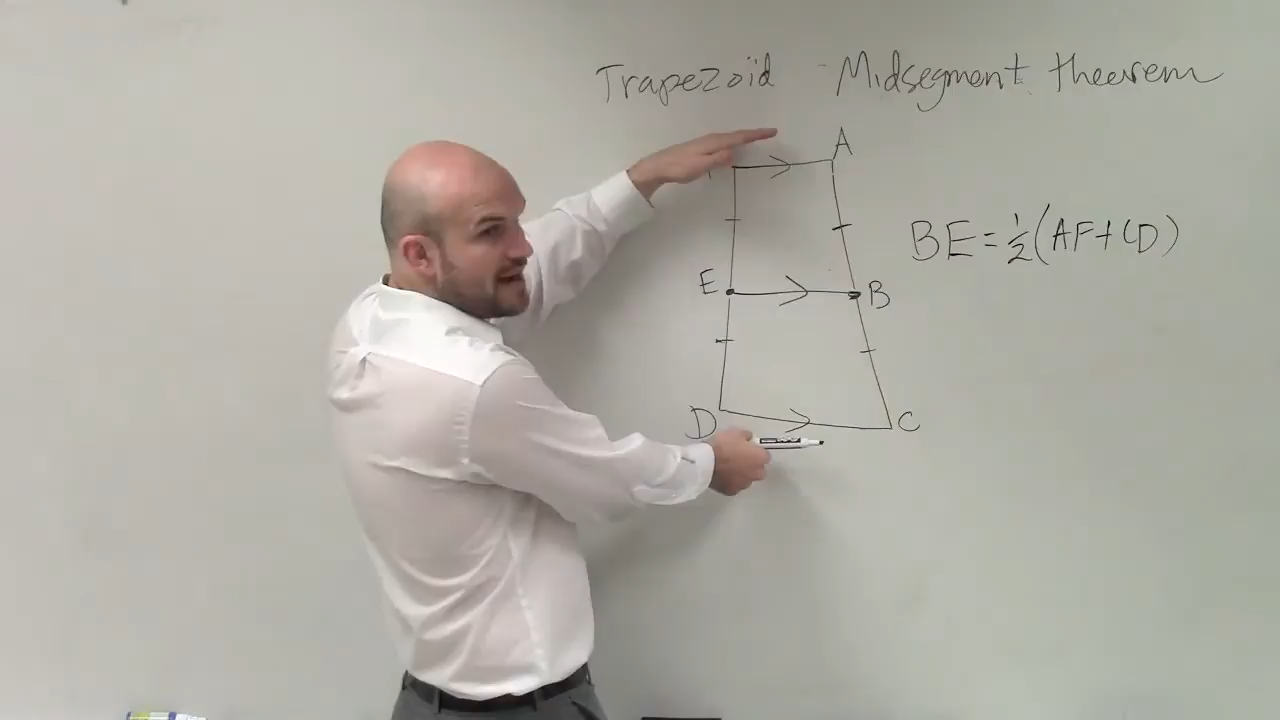 Trapezoid Midsegment theorem
A
BE = 1/2 (AF + CD)
E
B
D
C